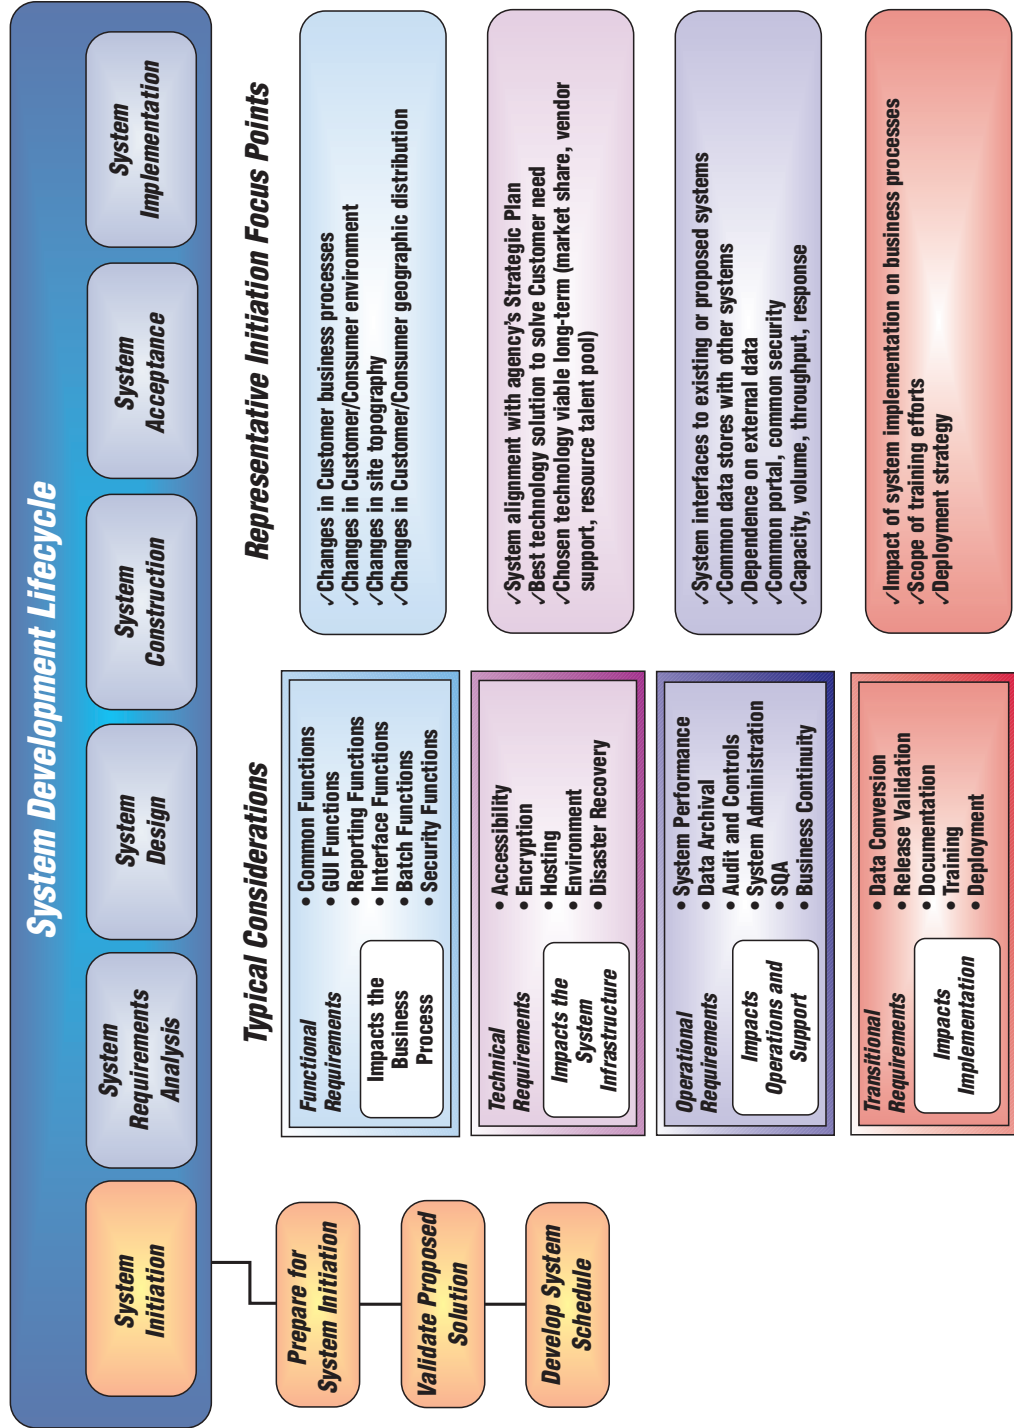 System Development Lifecycle
System
Initiation
System
Requirements
Analysis
System
Design
System
Construction
System
Acceptance
System
Implementation
Prepare for
System Initiation
Validate Proposed
Solution
Develop System
Schedule
Typical Considerations
Representative Initiation Focus Points
Functional
Requirements
Impacts the
Business
Process
• Common Functions
• GUI Functions
• Reporting Functions
• Interface Functions
• Batch Functions
• Security Functions
✓Changes in Customer business processes
✓Changes in Customer/Consumer environment
✓Changes in site topography
✓Changes in Customer/Consumer geographic distribution
Technical
Requirements
Impacts the
System
Infrastructure
• Accessibility
• Encryption
• Hosting
• Environment
• Disaster Recovery
✓System alignment with agency’s Strategic Plan
✓Best technology solution to solve Customer need
✓Chosen technology viable long-term (market share, vendor
support, resource talent pool)
Operational
Requirements
Impacts
Operations and
Support
• System Performance
• Data Archival
• Audit and Controls
• System Administration
• SQA
• Business Continuity
✓System interfaces to existing or proposed systems
✓Common data stores with other systems
✓Dependence on external data
✓Common portal, common security
✓Capacity, volume, throughput, response
Transitional
Requirements
Impacts
Implementation
• Data Conversion
• Release Validation
• Documentation
• Training
• Deployment
✓Impact of system implementation on business processes
✓Scope of training efforts
✓Deployment strategy